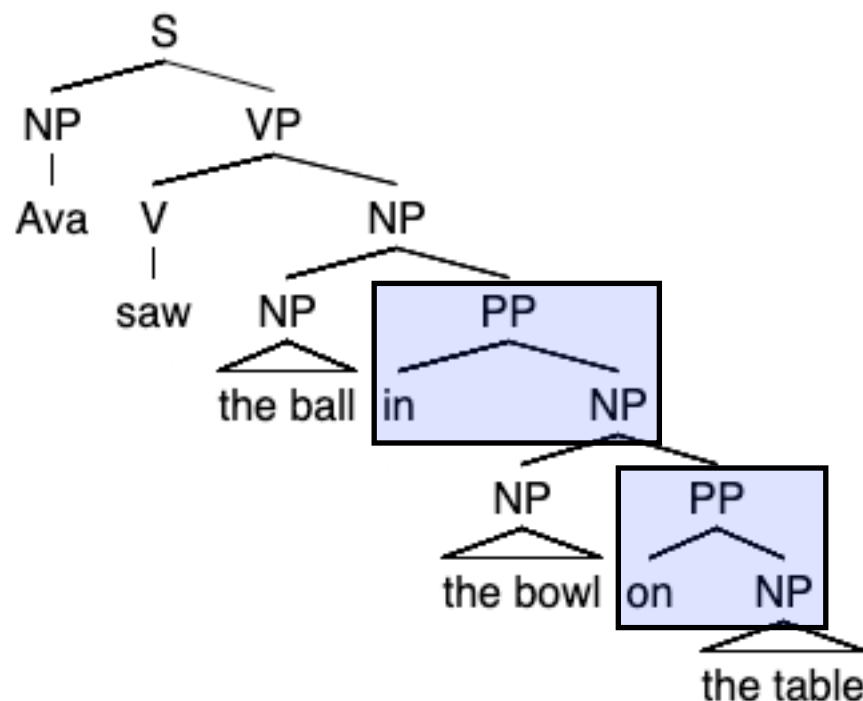 S
NP VP
Ava V NP
saw NP PP
the ball in NP
NP PP
the bowl on NP
the table